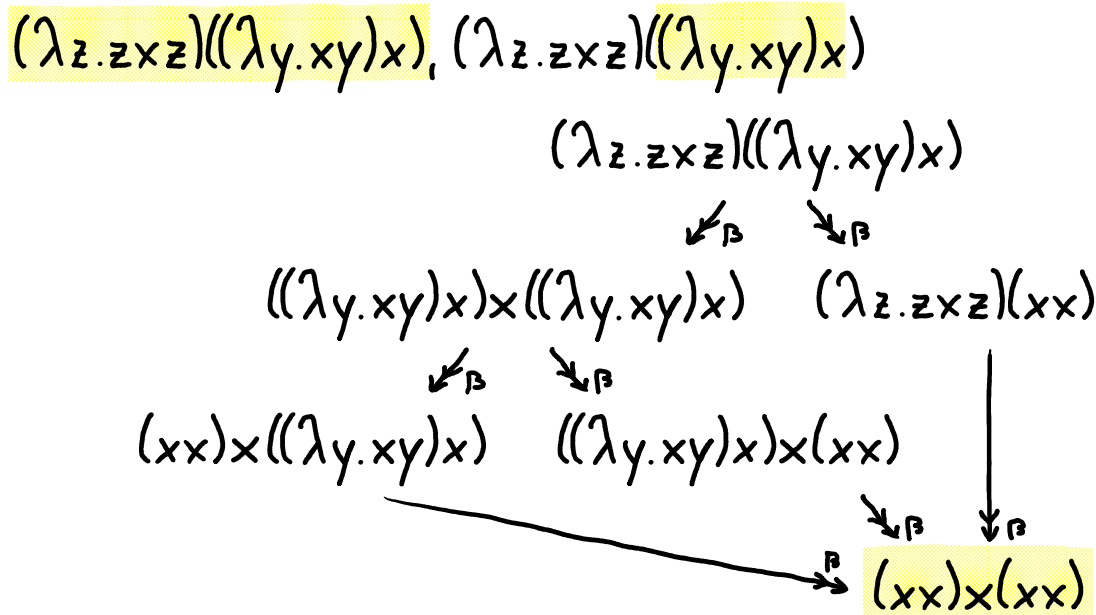 (λz.zxz)((λy.xy)x), (λz.zxz)((λy.xy)x)
(λz.zxz)((λy.xy)x)
β β
((λy.xy)x)x((λy.xy)x) (λz.zxz)(xx)
β β
(xx)x((λy.xy)x) ((λy.xy)x)x(xx)
β β β
(xx)x(xx)